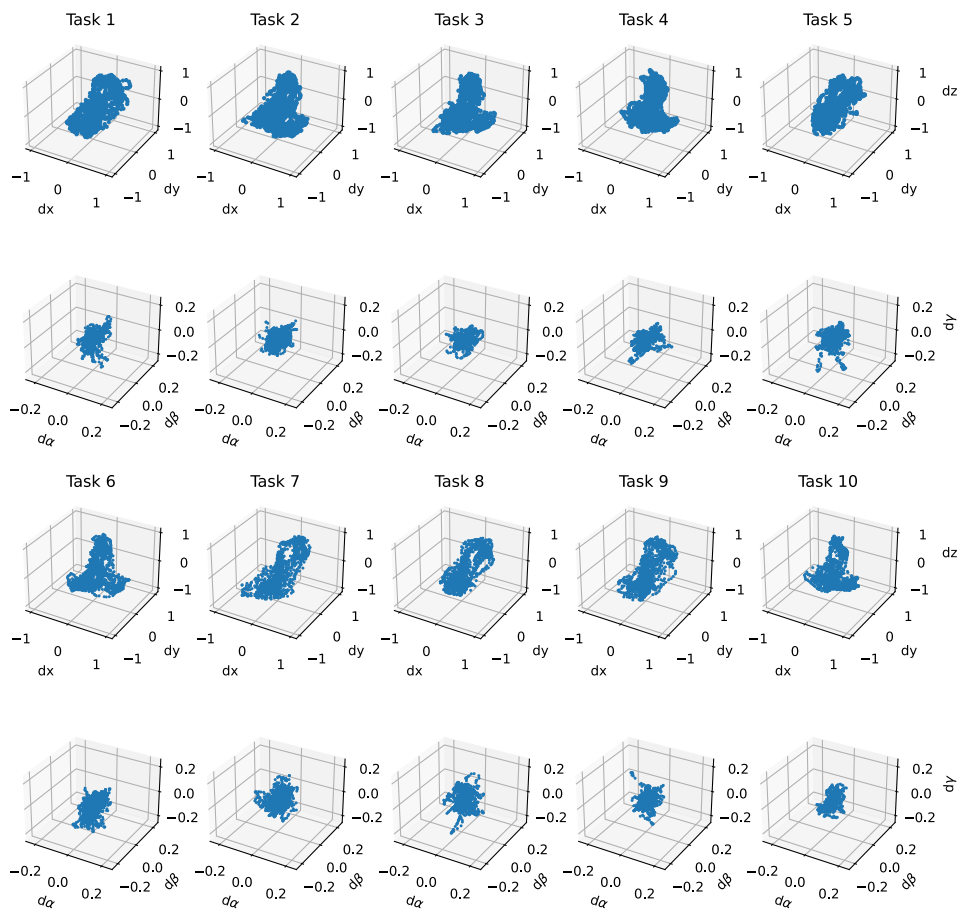 Task 1 Task 2 Task 3 Task 4 Task 5
1 1 1 1 1
0 0 0 0 0 dz
−1 −1 −1 −1 −1
1 1 1 1 1
−1 0 1 −1 0 −1 0 1 −1 0 −1 0 1 −1 0 −1 0 1 −1 0 −1 0 1 −1 0
dx dy dx dy dx dy dx dy dx dy
0.2 0.2 0.2 0.2 0.2
0.0 0.0 0.0 0.0 0.0 dγ
−0.2 −0.2 −0.2 −0.2 −0.2
0.2 0.2 0.2 0.2 0.2
−0.2 0.0 0.2 −0.2 0.0 −0.2 0.0 0.2 −0.2 0.0 −0.2 0.0 0.2 −0.2 0.0 −0.2 0.0 0.2 −0.2 0.0 −0.2 0.0 0.2 −0.2 0.0
dα dβ dα dβ dα dβ dα dβ dα dβ
Task 6 Task 7 Task 8 Task 9 Task 10
1 1 1 1 1
0 0 0 0 0 dz
−1 −1 −1 −1 −1
1 1 1 1 1
−1 0 1 −1 0 −1 0 1 −1 0 −1 0 1 −1 0 −1 0 1 −1 0 −1 0 1 −1 0
dx dy dx dy dx dy dx dy dx dy
0.2 0.2 0.2 0.2 0.2
0.0 0.0 0.0 0.0 0.0 dγ
−0.2 −0.2 −0.2 −0.2 −0.2
0.2 0.2 0.2 0.2 0.2
−0.2 0.0 0.2 −0.2 0.0 −0.2 0.0 0.2 −0.2 0.0 −0.2 0.0 0.2 −0.2 0.0 −0.2 0.0 0.2 −0.2 0.0 −0.2 0.0 0.2 −0.2 0.0
dα dβ dα dβ dα dβ dα dβ dα dβ